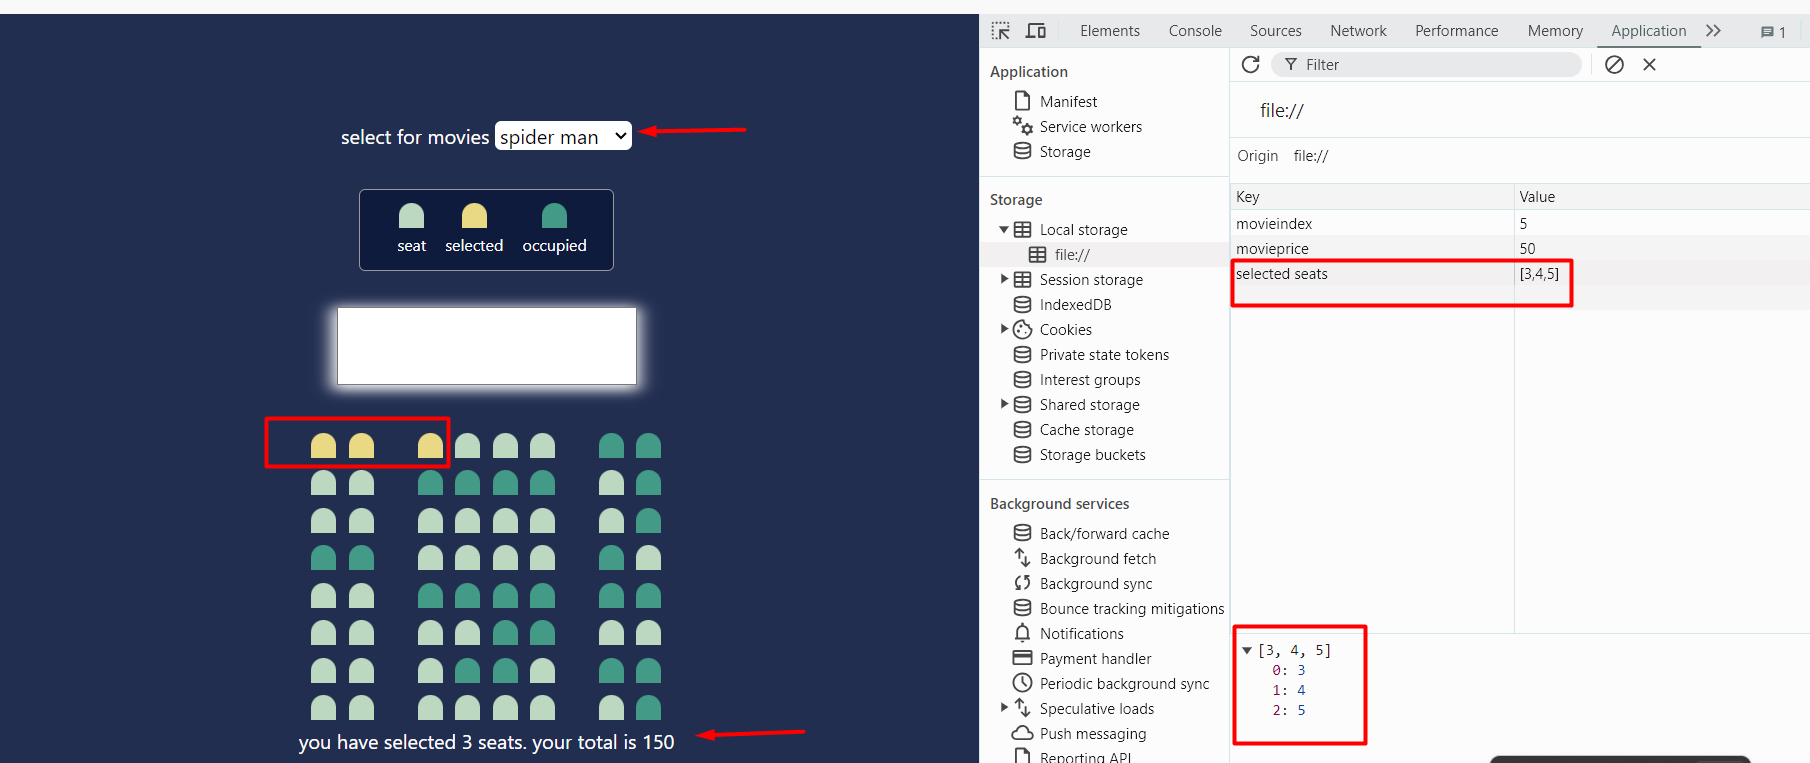 select for movies spider man
seat selected occupied
you have selected 3 seats. your total is 150
Elements Console Sources Network Performance Memory Application 1
Application
Manifest
Service workers
Storage
Storage
Local storage
file://
Session storage
IndexedDB
Cookies
Private state tokens
Interest groups
Shared storage
Cache storage
Storage buckets
Background services
Back/forward cache
Background fetch
Background sync
Bounce tracking mitigations
Notifications
Payment handler
Periodic background sync
Speculative loads
Push messaging
Reporting API
Filter
file://
Origin file://
Key Value
movieindex 5
movieprice 50
selected seats [3,4,5]
[3, 4, 5]
0: 3
1: 4
2: 5